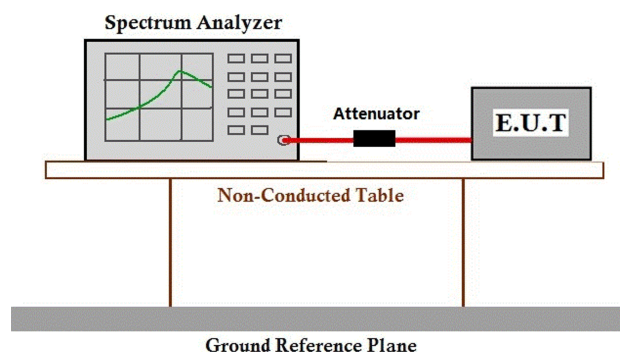 Spectrum Analyzer
Attenuator
E.U.T
Non-Conducted Table
Ground Reference Plane